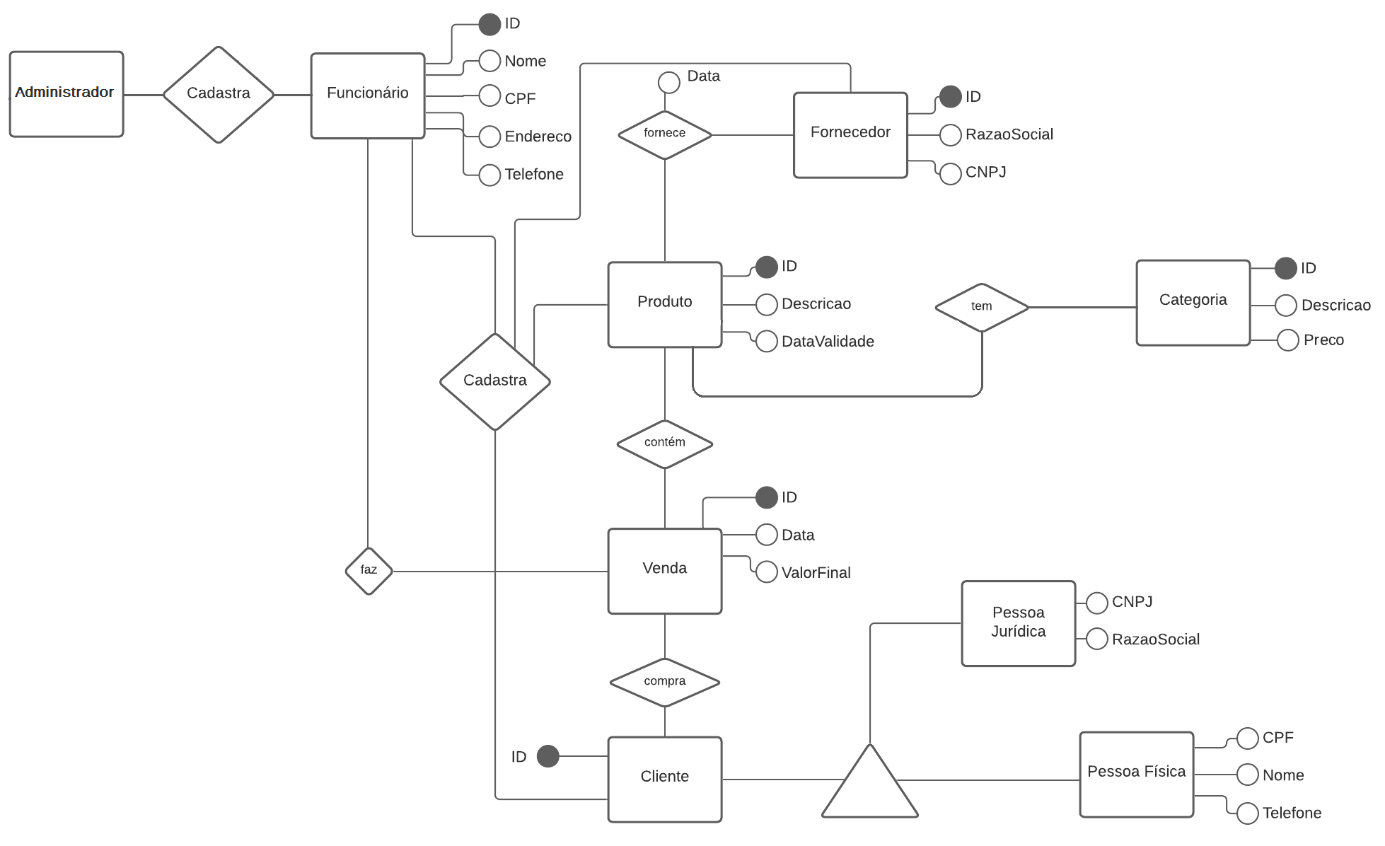 Administrador
Cadastra
Funcionário
ID
Nome
CPF
Endereco
Telefone
Data
fornece
Fornecedor
ID
RazaoSocial
CNPJ
Produto
ID
Descricao
DataValidade
tem
Categoria
ID
Descricao
Preco
Cadastra
contém
faz
Venda
ID
Data
ValorFinal
compra
Pessoa
Jurídica
CNPJ
RazaoSocial
ID
Cliente
Pessoa Física
CPF
Nome
Telefone